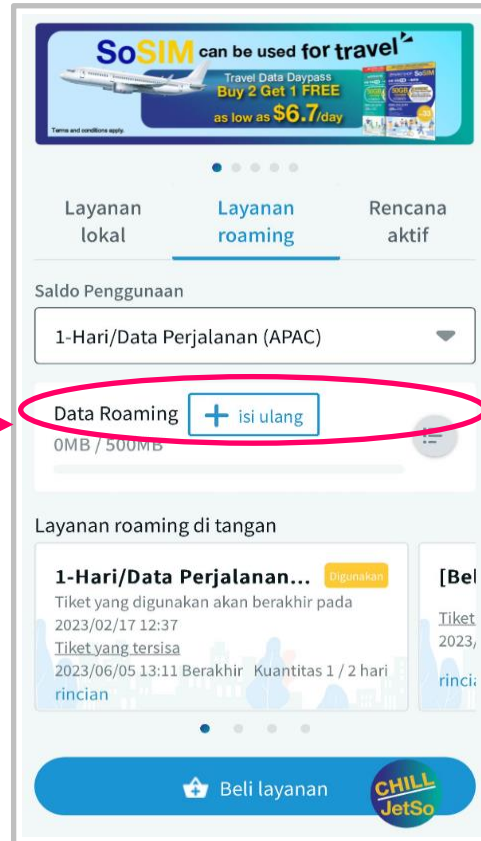 SoSIM can be used for travel
Travel Data Daypass
Buy 2 Get 1 FREE
as low as $6.7/day
Terms and conditions apply.
Layanan lokal
Layanan roaming
Rencana aktif
Saldo Penggunaan
1-Hari/Data Perjalanan (APAC)
Data Roaming + isi ulang
0MB / 500MB
Layanan roaming di tangan
1-Hari/Data Perjalanan... Digunakan
Tiket yang digunakan akan berakhir pada
2023/02/17 12:37
Tiket yang tersisa
2023/06/05 13:11 Berakhir Kuantitas 1 / 2 hari
rincian
[Bel
Tiket
2023/
rincia
Beli layanan
CHILL
JetSo